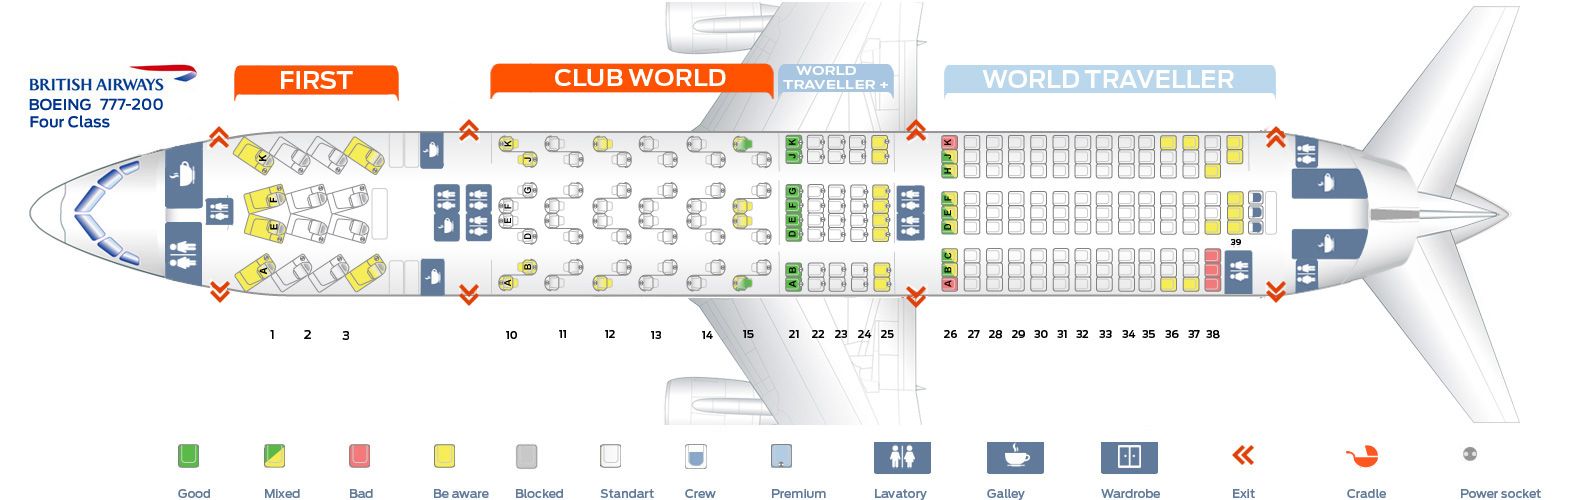 BRITISH AIRWAYS
BOEING 777-200
Four Class
FIRST
CLUB WORLD
WORLD
TRAVELLER +
WORLD TRAVELLER
K
F
E
A
K
J
G
F
E
D
B
A
K
J
G
F
E
D
B
A
K
J
H
F
E
D
C
B
A
39
1 2 3 10 11 12 13 14 15 21 22 23 24 25 26 27 28 29 30 31 32 33 34 35 36 37 38
Good Mixed Bad Be aware Blocked Standart Crew Premium Lavatory Galley Wardrobe Exit Cradle Power socket